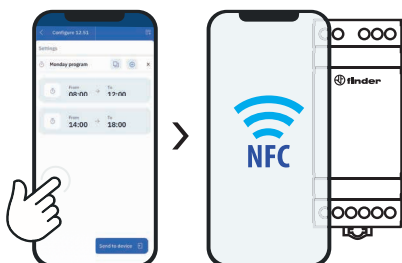 Configure 12.51
Settings
Monday program
From
08:00
To
12:00
From
14:00
To
18:00
Send to device
NFC
finder